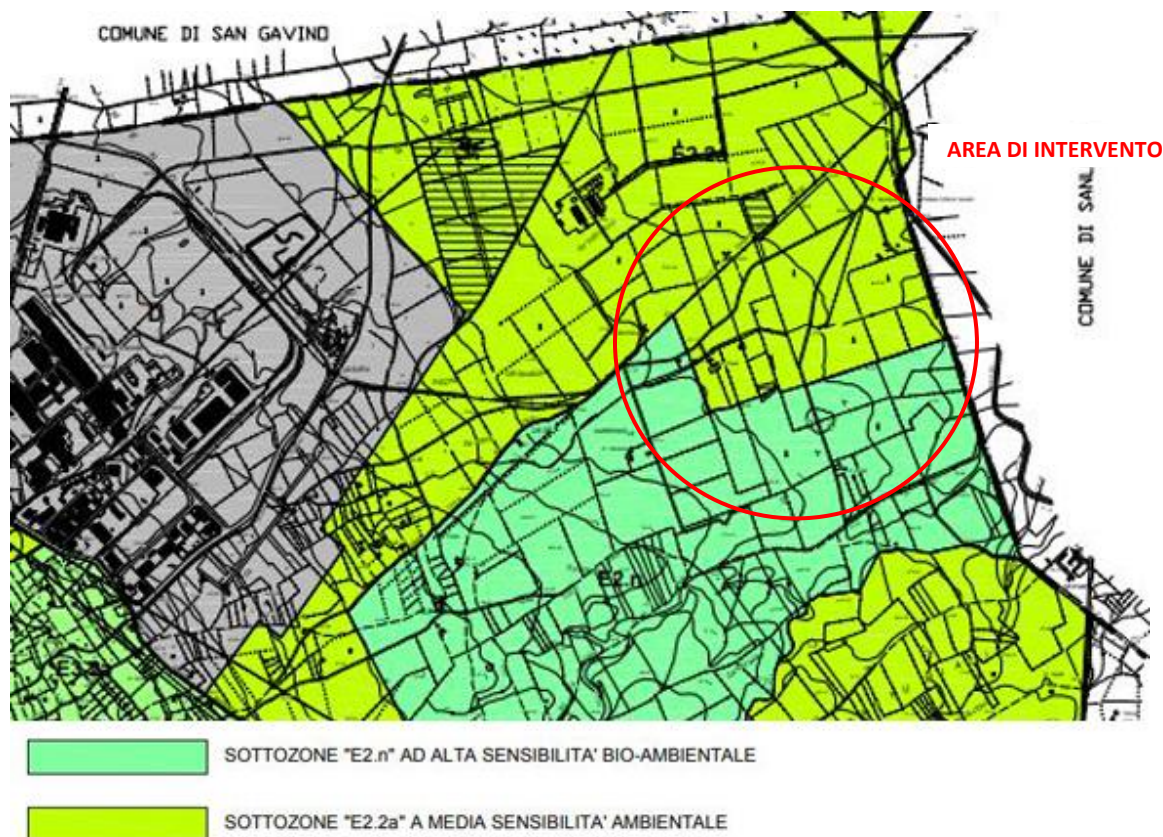 COMUNE DI SAN GAVINO
AREA DI INTERVENTO
COMUNE DI SANL
E2.2a
E2.n
SOTTOZONE "E2.n" AD ALTA SENSIBILITA' BIO-AMBIENTALE
SOTTOZONE "E2.2a" A MEDIA SENSIBILITA' AMBIENTALE